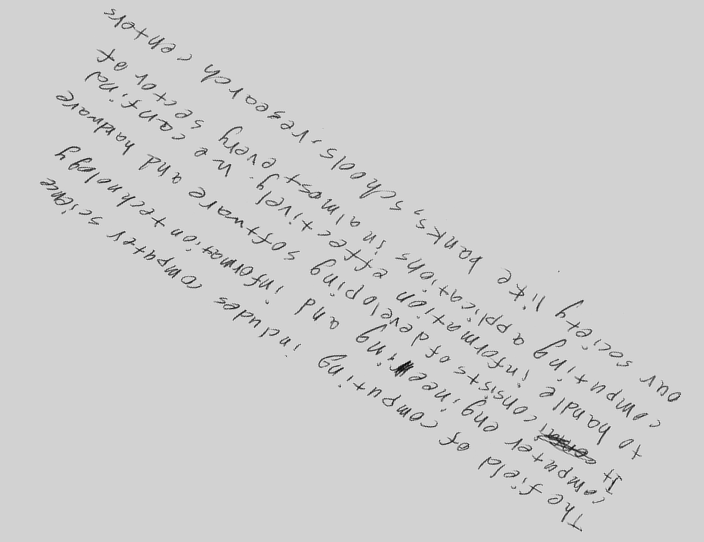 The field of computing includes computer science
computer engineering and information technology
It consists of developing software and hardware
to handle information effectively. we can find
computing applications in almost every sector of
our society like banks, schools, research centers